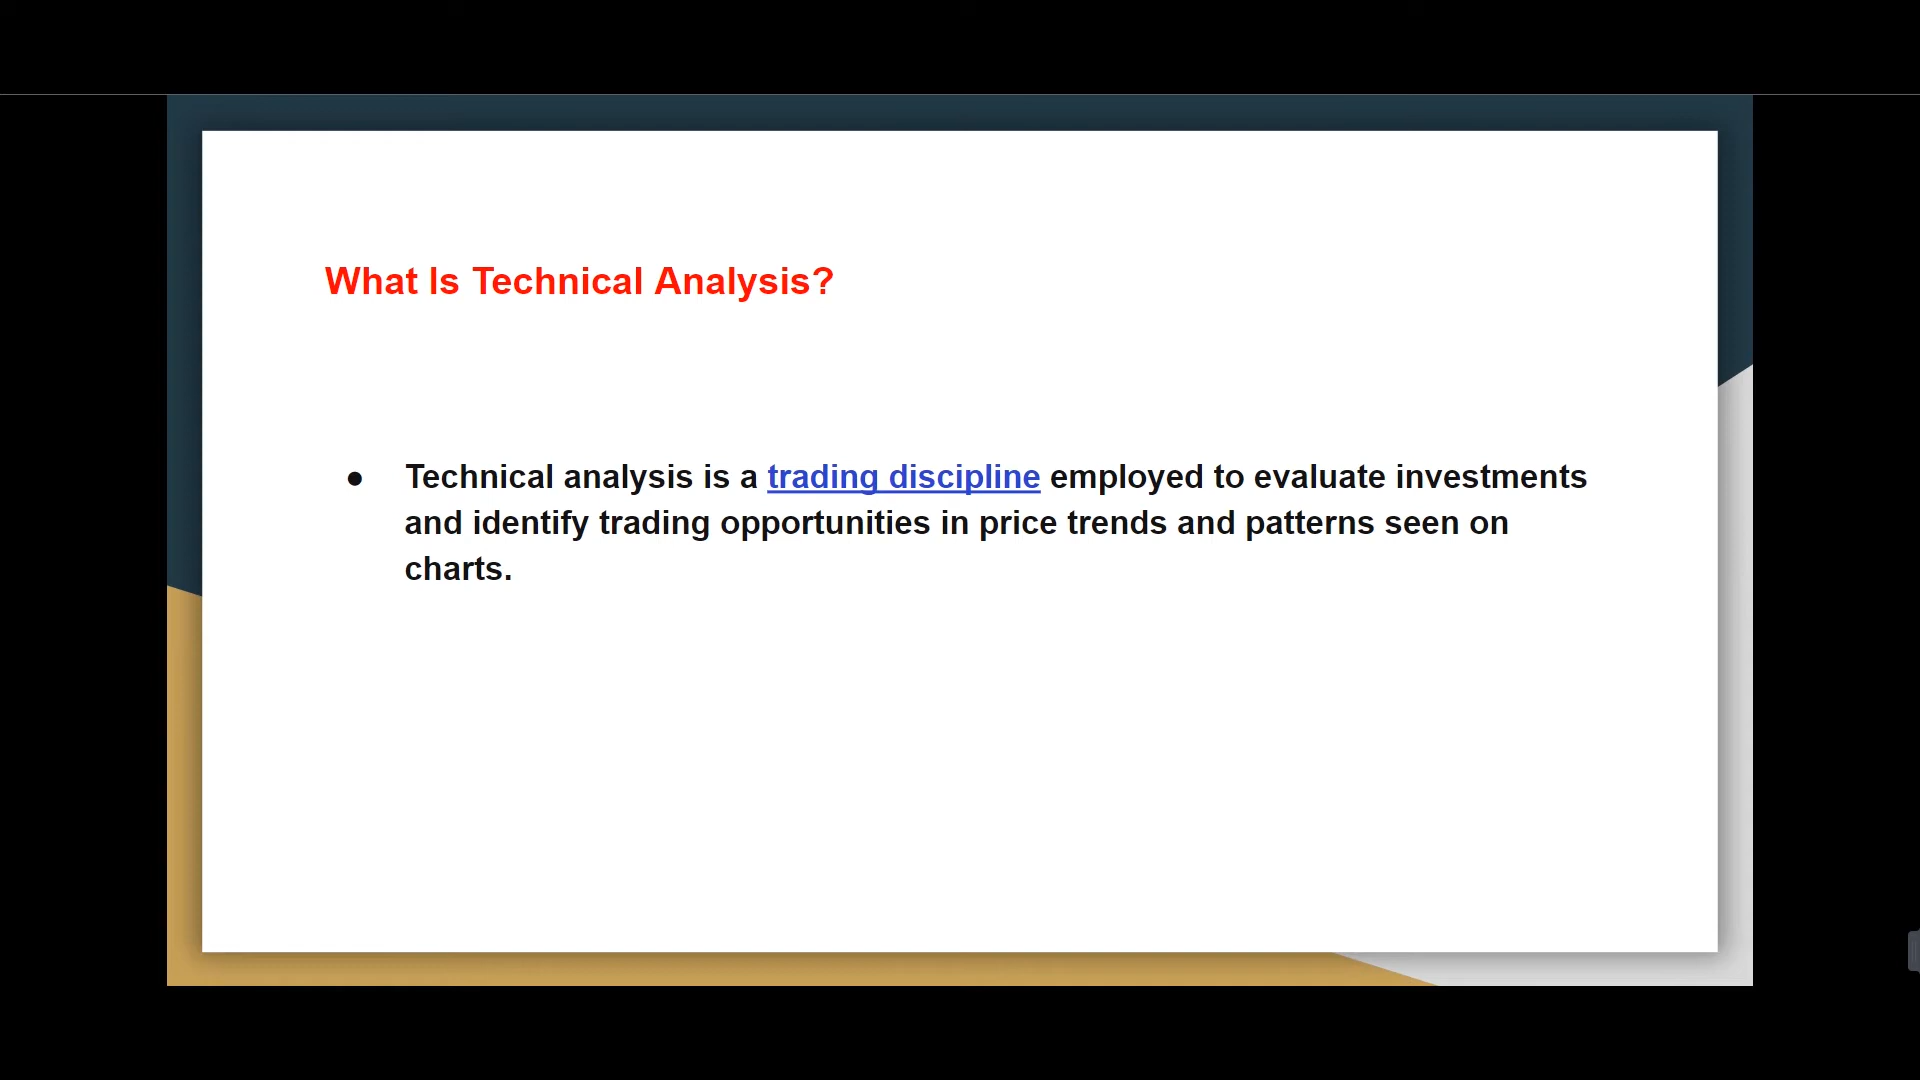 What Is Technical Analysis?
● Technical analysis is a trading discipline employed to evaluate investments
and identify trading opportunities in price trends and patterns seen on
charts.